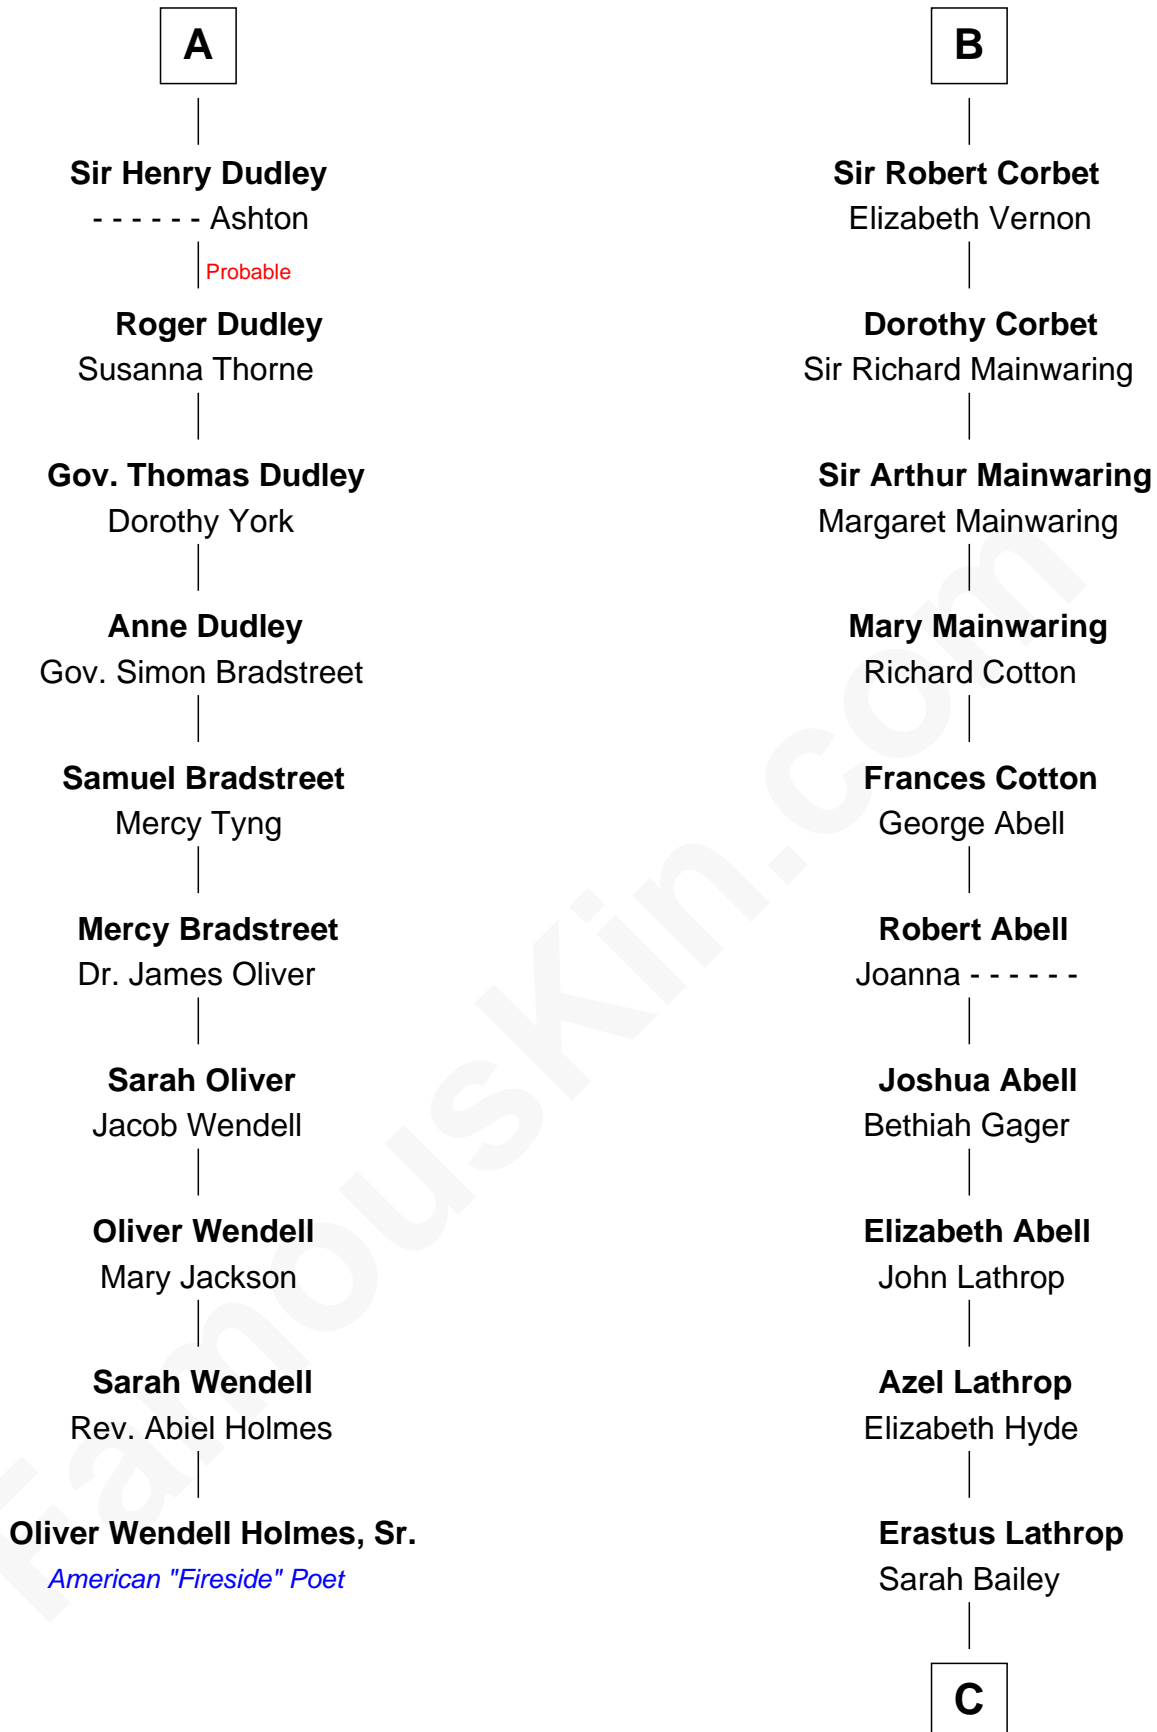 A
Sir Henry Dudley
- - - - - - Ashton
Probable
Roger Dudley
Susanna Thorne
Gov. Thomas Dudley
Dorothy York
Anne Dudley
Gov. Simon Bradstreet
Samuel Bradstreet
Mercy Tyng
Mercy Bradstreet
Dr. James Oliver
Sarah Oliver
Jacob Wendell
Oliver Wendell
Mary Jackson
Sarah Wendell
Rev. Abiel Holmes
Oliver Wendell Holmes, Sr.
American "Fireside" Poet
B
Sir Robert Corbet
Elizabeth Vernon
Dorothy Corbet
Sir Richard Mainwaring
Sir Arthur Mainwaring
Margaret Mainwaring
Mary Mainwaring
Richard Cotton
Frances Cotton
George Abell
Robert Abell
Joanna - - - - - -
Joshua Abell
Bethiah Gager
Elizabeth Abell
John Lathrop
Azel Lathrop
Elizabeth Hyde
Erastus Lathrop
Sarah Bailey
C
FamousKin.com